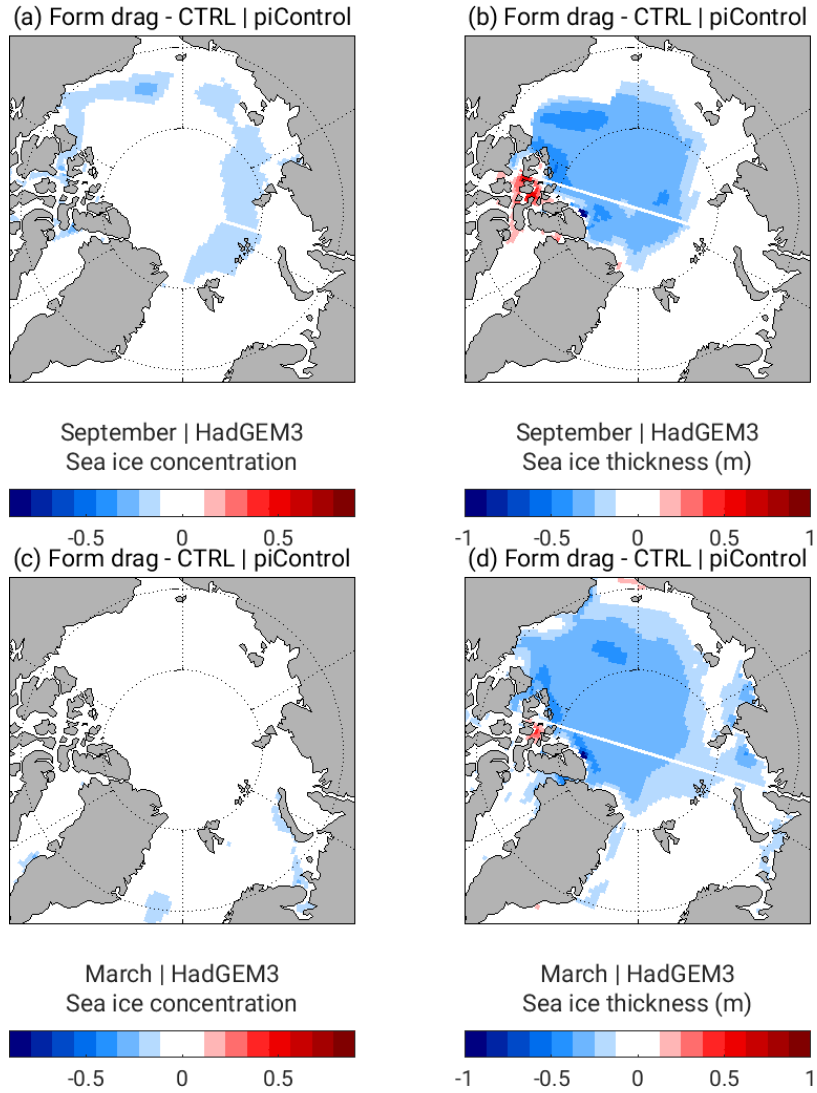 (a) Form drag - CTRL | piControl
(b) Form drag - CTRL | piControl
September | HadGEM3
Sea ice concentration
September | HadGEM3
Sea ice thickness (m)
-0.5 0 0.5
-1 -0.5 0 0.5 1
(c) Form drag - CTRL | piControl
(d) Form drag - CTRL | piControl
March | HadGEM3
Sea ice concentration
March | HadGEM3
Sea ice thickness (m)
-0.5 0 0.5
-1 -0.5 0 0.5 1